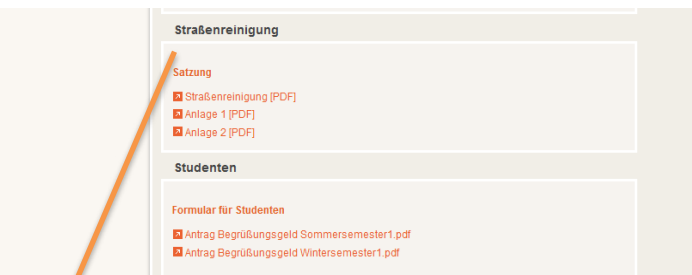 Straßenreinigung
Satzung
Straßenreinigung [PDF]
Anlage 1 [PDF]
Anlage 2 [PDF]
Studenten
Formular für Studenten
Antrag Begrüßungsgeld Sommersemester1.pdf
Antrag Begrüßungsgeld Wintersemester1.pdf